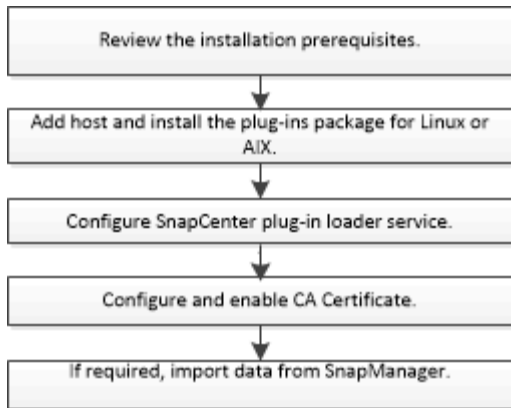 Review the installation prerequisites.
Add host and install the plug-ins package for Linux or
AIX.
Configure SnapCenter plug-in loader service.
Configure and enable CA Certificate.
If required, import data from SnapManager.